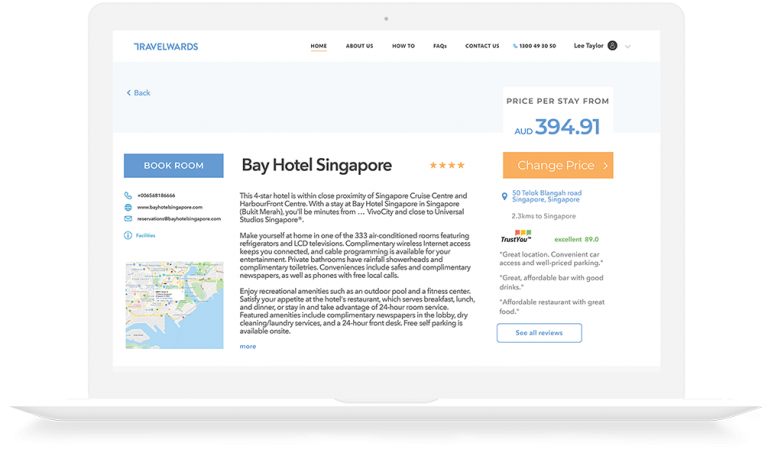 TRAVELWARDS
HOME ABOUT US HOW TO FAQs CONTACT US 1300 49 30 50 Lee Taylor
Back
PRICE PER STAY FROM
AUD 394.91
BOOK ROOM
Bay Hotel Singapore
Change Price
+006568186666
www.bayhotelsingapore.com
reservations@bayhotelsingapore.com
Facilities
This 4-star hotel is within close proximity of Singapore Cruise Centre and
HarbourFront Centre. With a stay at Bay Hotel Singapore in Singapore
(Bukit Merah), you'll be minutes from … VivoCity and close to Universal
Studios Singapore®.
Make yourself at home in one of the 333 air-conditioned rooms featuring
refrigerators and LCD televisions. Complimentary wireless Internet access
keeps you connected, and cable programming is available for your
entertainment. Private bathrooms have rainfall showerheads and
complimentary toiletries. Conveniences include safes and complimentary
newspapers, as well as phones with free local calls.
Enjoy recreational amenities such as an outdoor pool and a fitness center.
Satisfy your appetite at the hotel's restaurant, which serves breakfast, lunch,
and dinner, or stay in and take advantage of 24-hour room service.
Featured amenities include complimentary newspapers in the lobby, dry
cleaning/laundry services, and a 24-hour front desk. Free self parking is
available onsite.
more
50 Telok Blangah road
Singapore, Singapore
2.3kms to Singapore
TrustYou™ excellent 89.0
"Great location. Convenient car
access and well-priced parking."
"Great, affordable bar with good
drinks."
"Affordable restaurant with great
food."
See all reviews